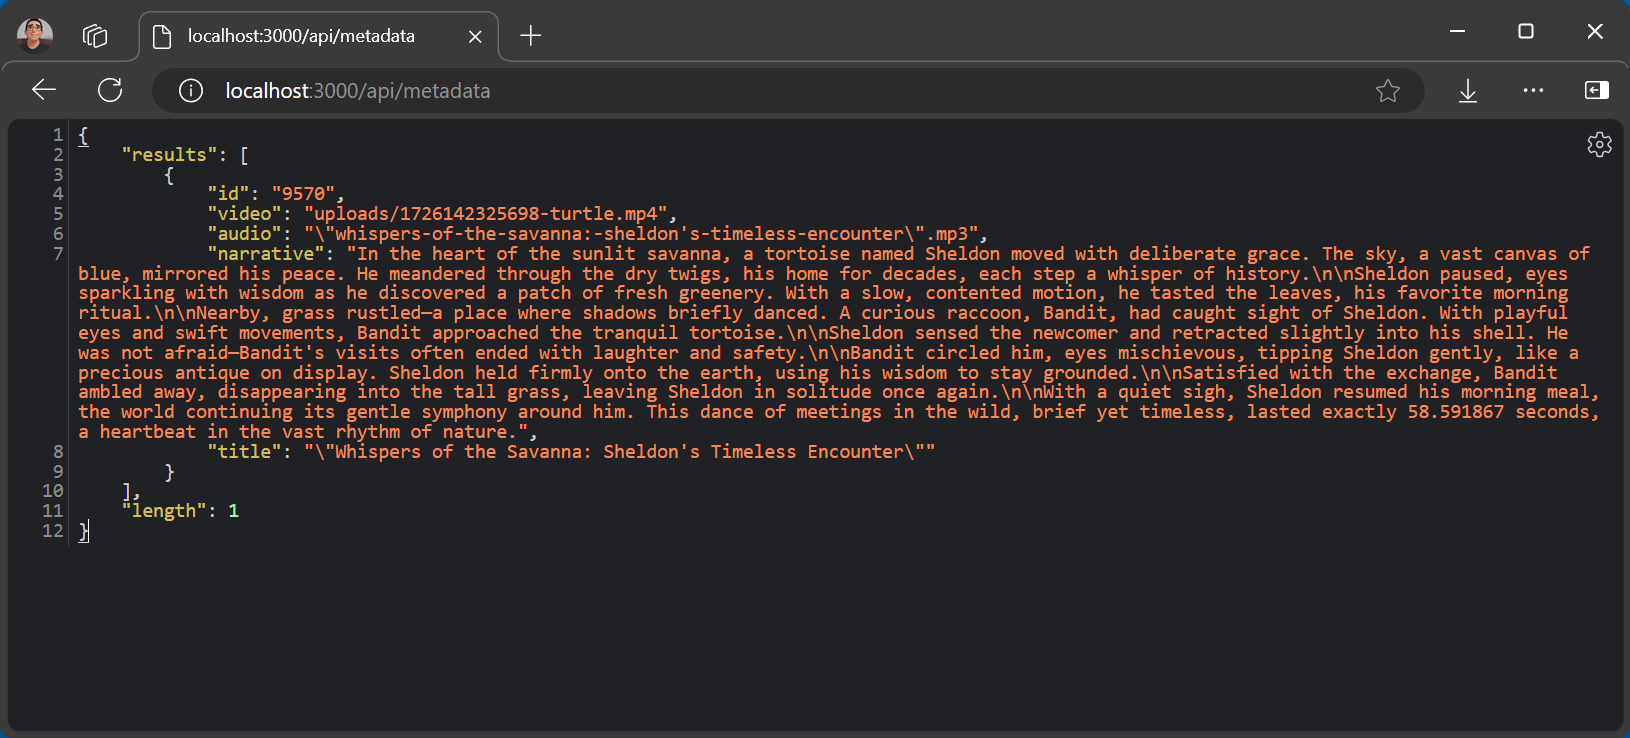 localhost:3000/api/metadata
localhost:3000/api/metadata
1 {
2 "results": [
3 {
4 "id": "9570",
5 "video": "uploads/1726142325698-turtle.mp4",
6 "audio": "\"whispers-of-the-savanna:-sheldon's-timeless-encounter\".mp3",
7 "narrative": "In the heart of the sunlit savanna, a tortoise named Sheldon moved with deliberate grace. The sky, a vast canvas of
blue, mirrored his peace. He meandered through the dry twigs, his home for decades, each step a whisper of history.\n\nSheldon paused, eyes
sparkling with wisdom as he discovered a patch of fresh greenery. With a slow, contented motion, he tasted the leaves, his favorite morning
ritual.\n\nNearby, grass rustled—a place where shadows briefly danced. A curious raccoon, Bandit, had caught sight of Sheldon. With playful
eyes and swift movements, Bandit approached the tranquil tortoise.\n\nSheldon sensed the newcomer and retracted slightly into his shell. He
was not afraid—Bandit's visits often ended with laughter and safety.\n\nBandit circled him, eyes mischievous, tipping Sheldon gently, like a
precious antique on display. Sheldon held firmly onto the earth, using his wisdom to stay grounded.\n\nSatisfied with the exchange, Bandit
ambled away, disappearing into the tall grass, leaving Sheldon in solitude once again.\n\nWith a quiet sigh, Sheldon resumed his morning meal,
the world continuing its gentle symphony around him. This dance of meetings in the wild, brief yet timeless, lasted exactly 58.591867 seconds,
a heartbeat in the vast rhythm of nature.",
8 "title": "\"Whispers of the Savanna: Sheldon's Timeless Encounter\""
9 }
10 ],
11 "length": 1
12 }